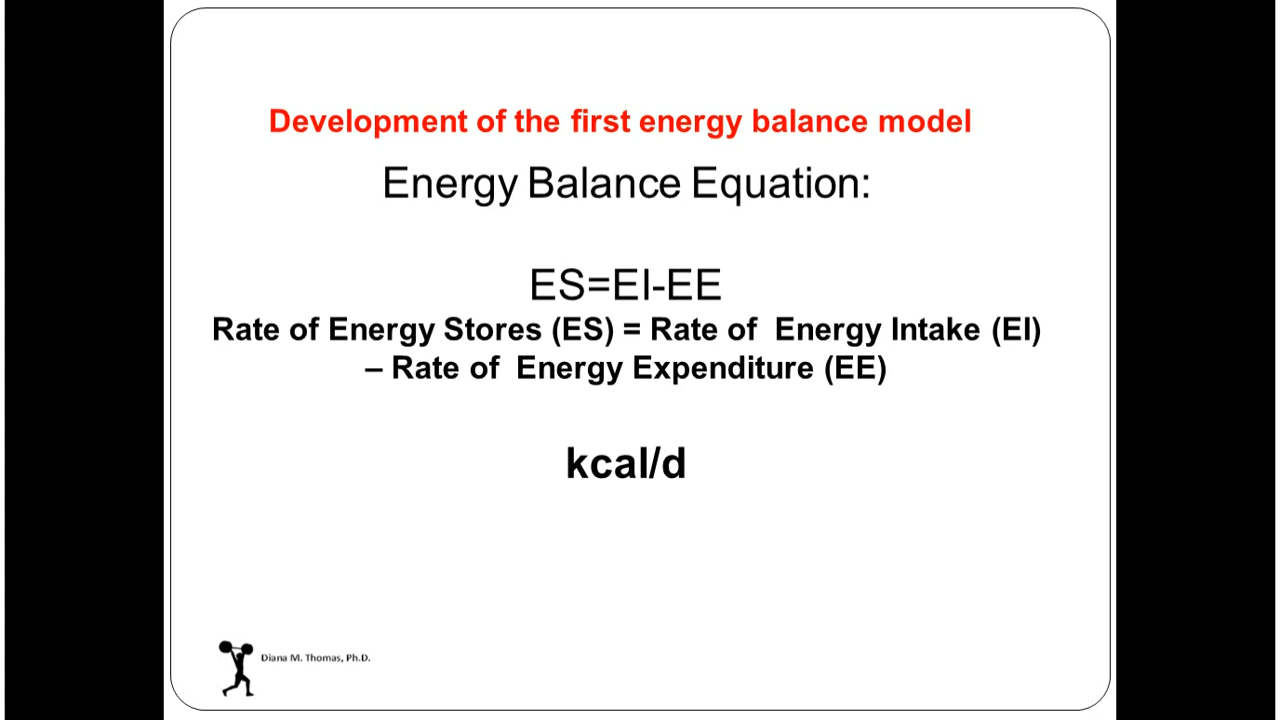 Development of the first energy balance model
Energy Balance Equation:
ES=EI-EE
Rate of Energy Stores (ES) = Rate of  Energy Intake (EI)
– Rate of  Energy Expenditure (EE)
kcal/d
Diana M. Thomas, Ph.D.